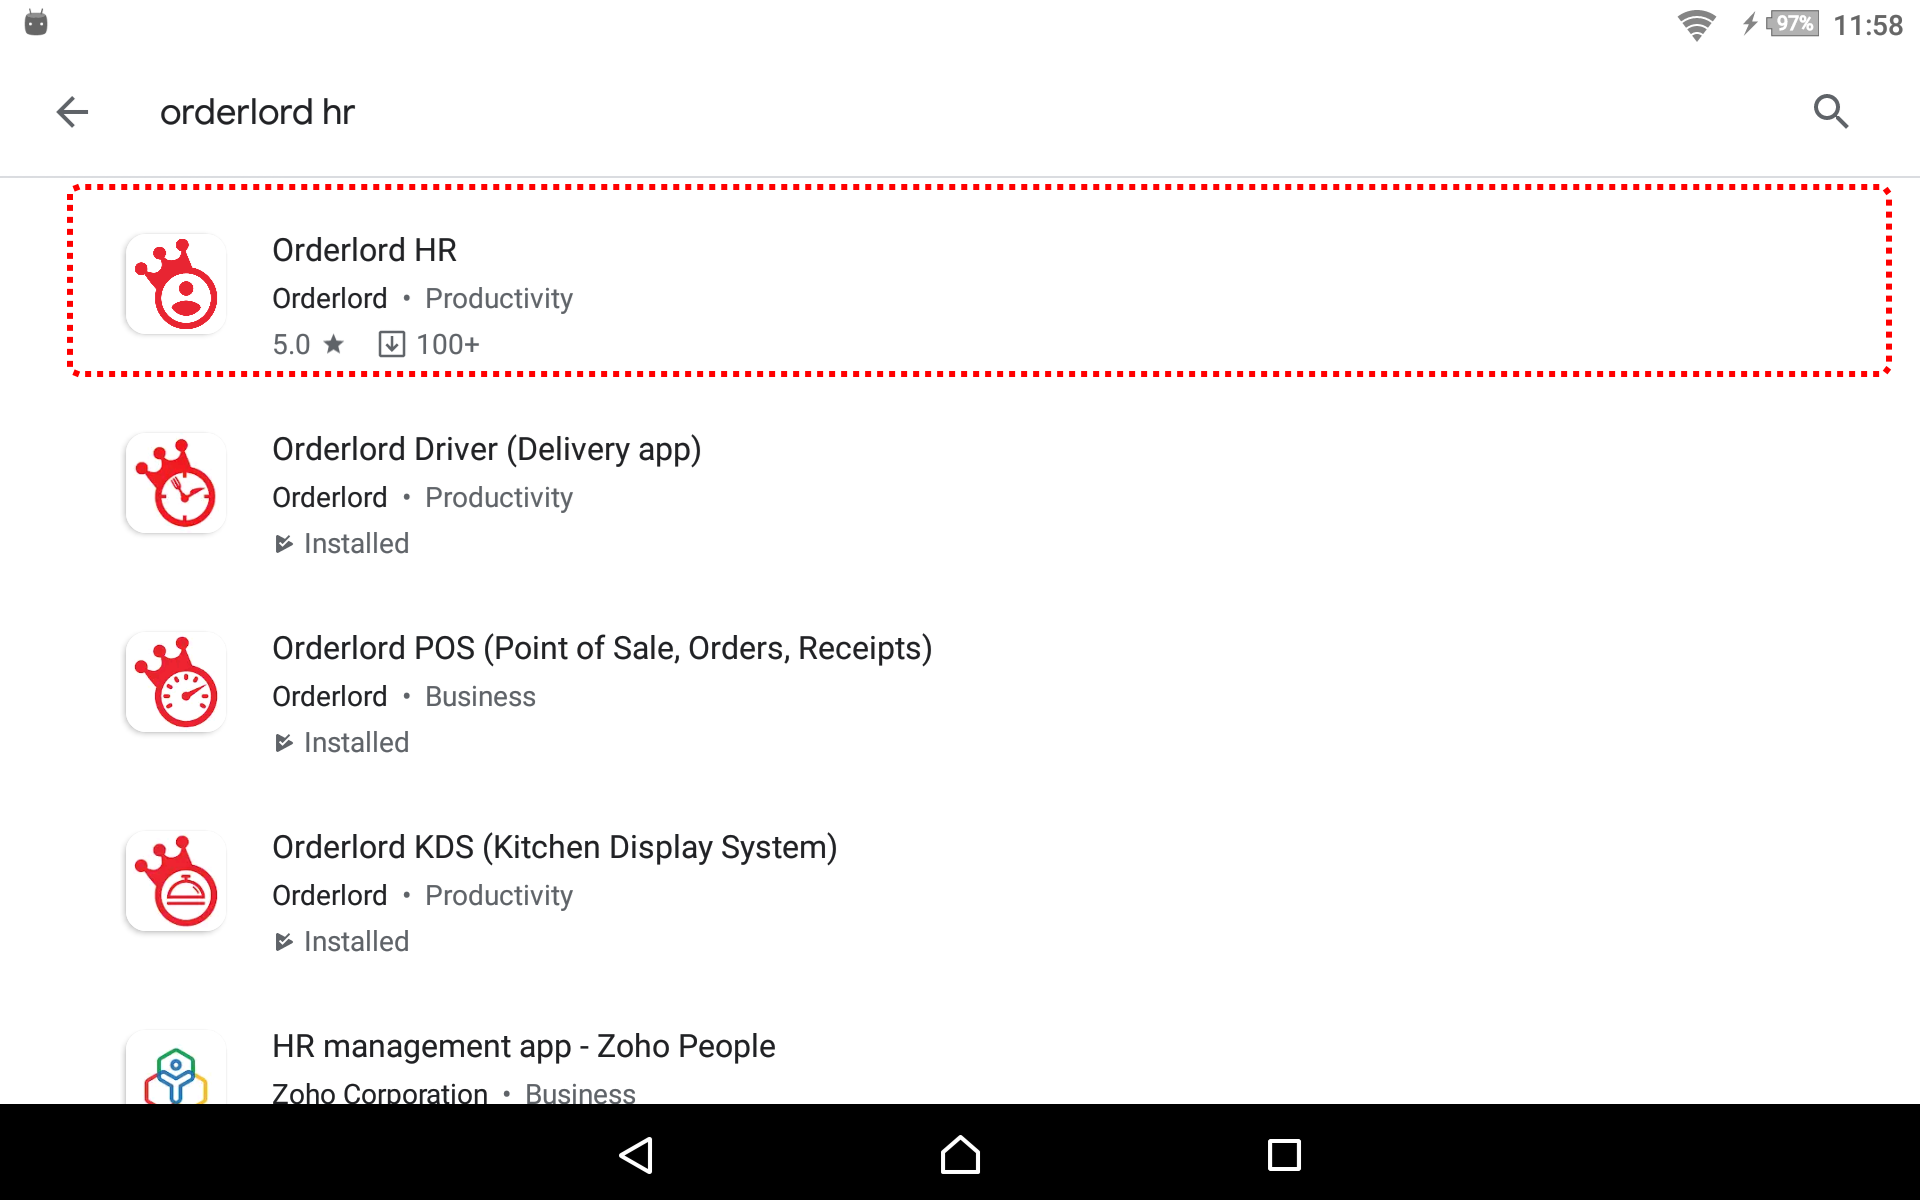 97% 11:58
orderlord hr
Orderlord HR
Orderlord • Productivity
5.0 ★ 100+
Orderlord Driver (Delivery app)
Orderlord • Productivity
Installed
Orderlord POS (Point of Sale, Orders, Receipts)
Orderlord • Business
Installed
Orderlord KDS (Kitchen Display System)
Orderlord • Productivity
Installed
HR management app - Zoho People
Zoho Corporation • Business